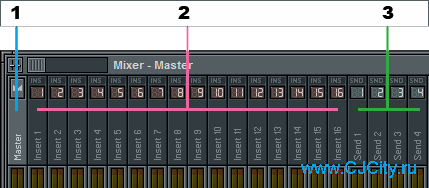 1 2 3
Mixer - Master
INS INS INS INS INS INS INS INS INS INS INS INS INS INS INS INS SND SND SND SND
2 3 4 5 6 7 8 9 10 11 12 13 14 15 16 2 3 4
Master
Insert 1
Insert 2
Insert 3
Insert 4
Insert 5
Insert 6
Insert 7
Insert 8
Insert 9
Insert 10
Insert 11
Insert 12
Insert 13
Insert 14
Insert 15
Insert 16
Send 1
Send 2
Send 3
Send 4
www.CJCity.ru